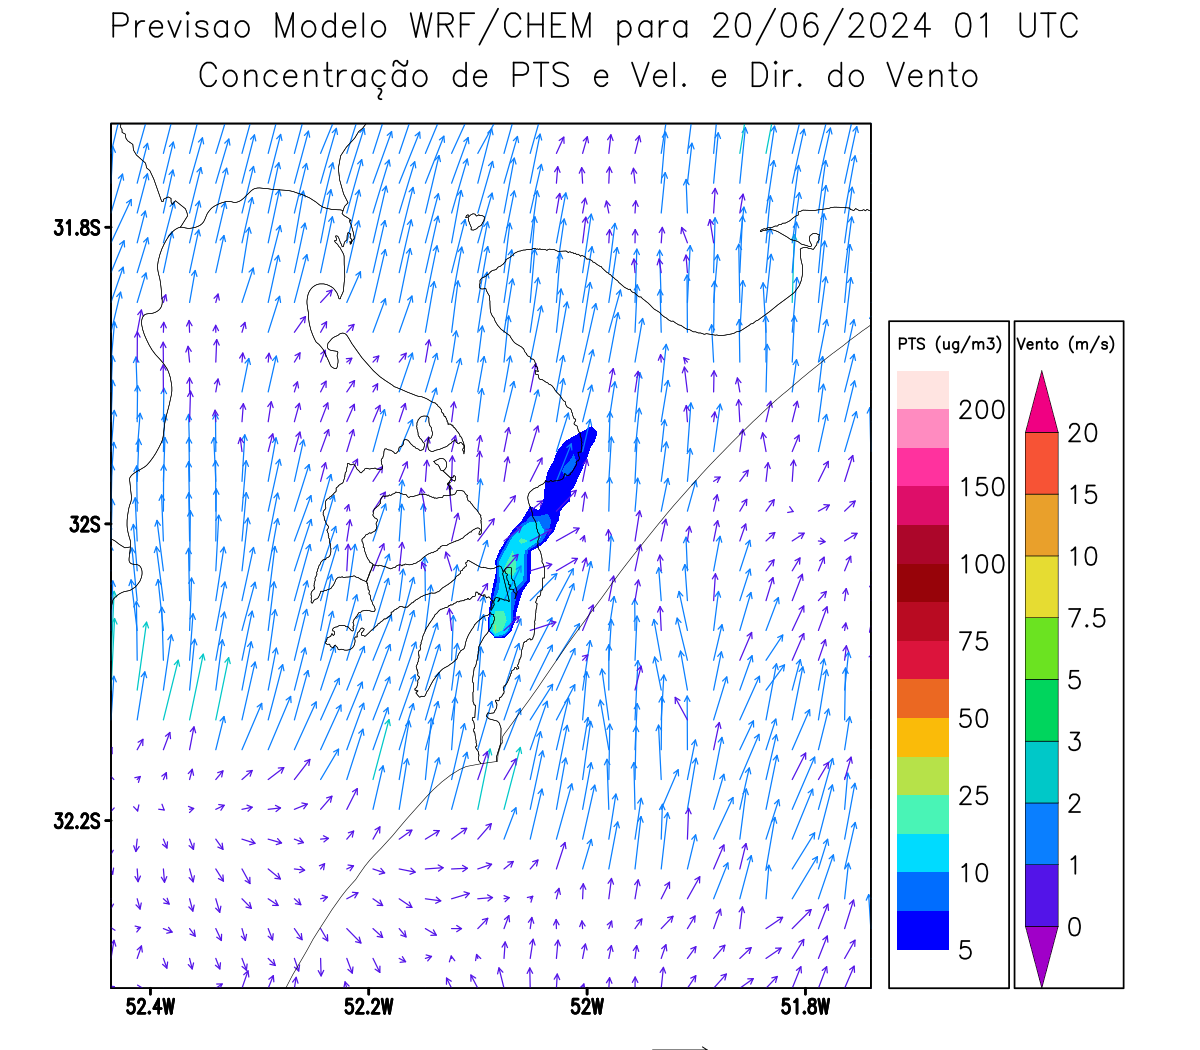 Previsao Modelo WRF/CHEM para 20/06/2024 01 UTC
Concentração de PTS e Vel. e Dir. do Vento
31.8S
32S
32.2S
52.4W 52.2W 52W 51.8W
PTS (ug/m3)
200
150
100
75
50
25
10
5
Vento (m/s)
20
15
10
7.5
5
3
2
1
0